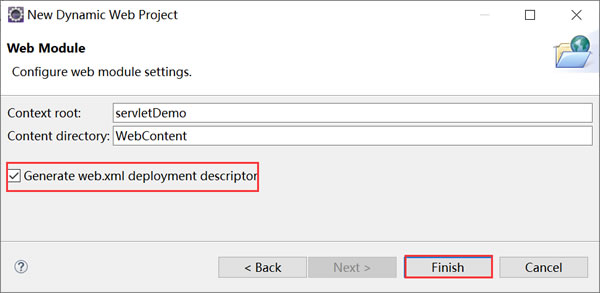 New Dynamic Web Project
Web Module
Configure web module settings.
Context root: servletDemo
Content directory: WebContent
Generate web.xml deployment descriptor
? < Back Next > Finish Cancel